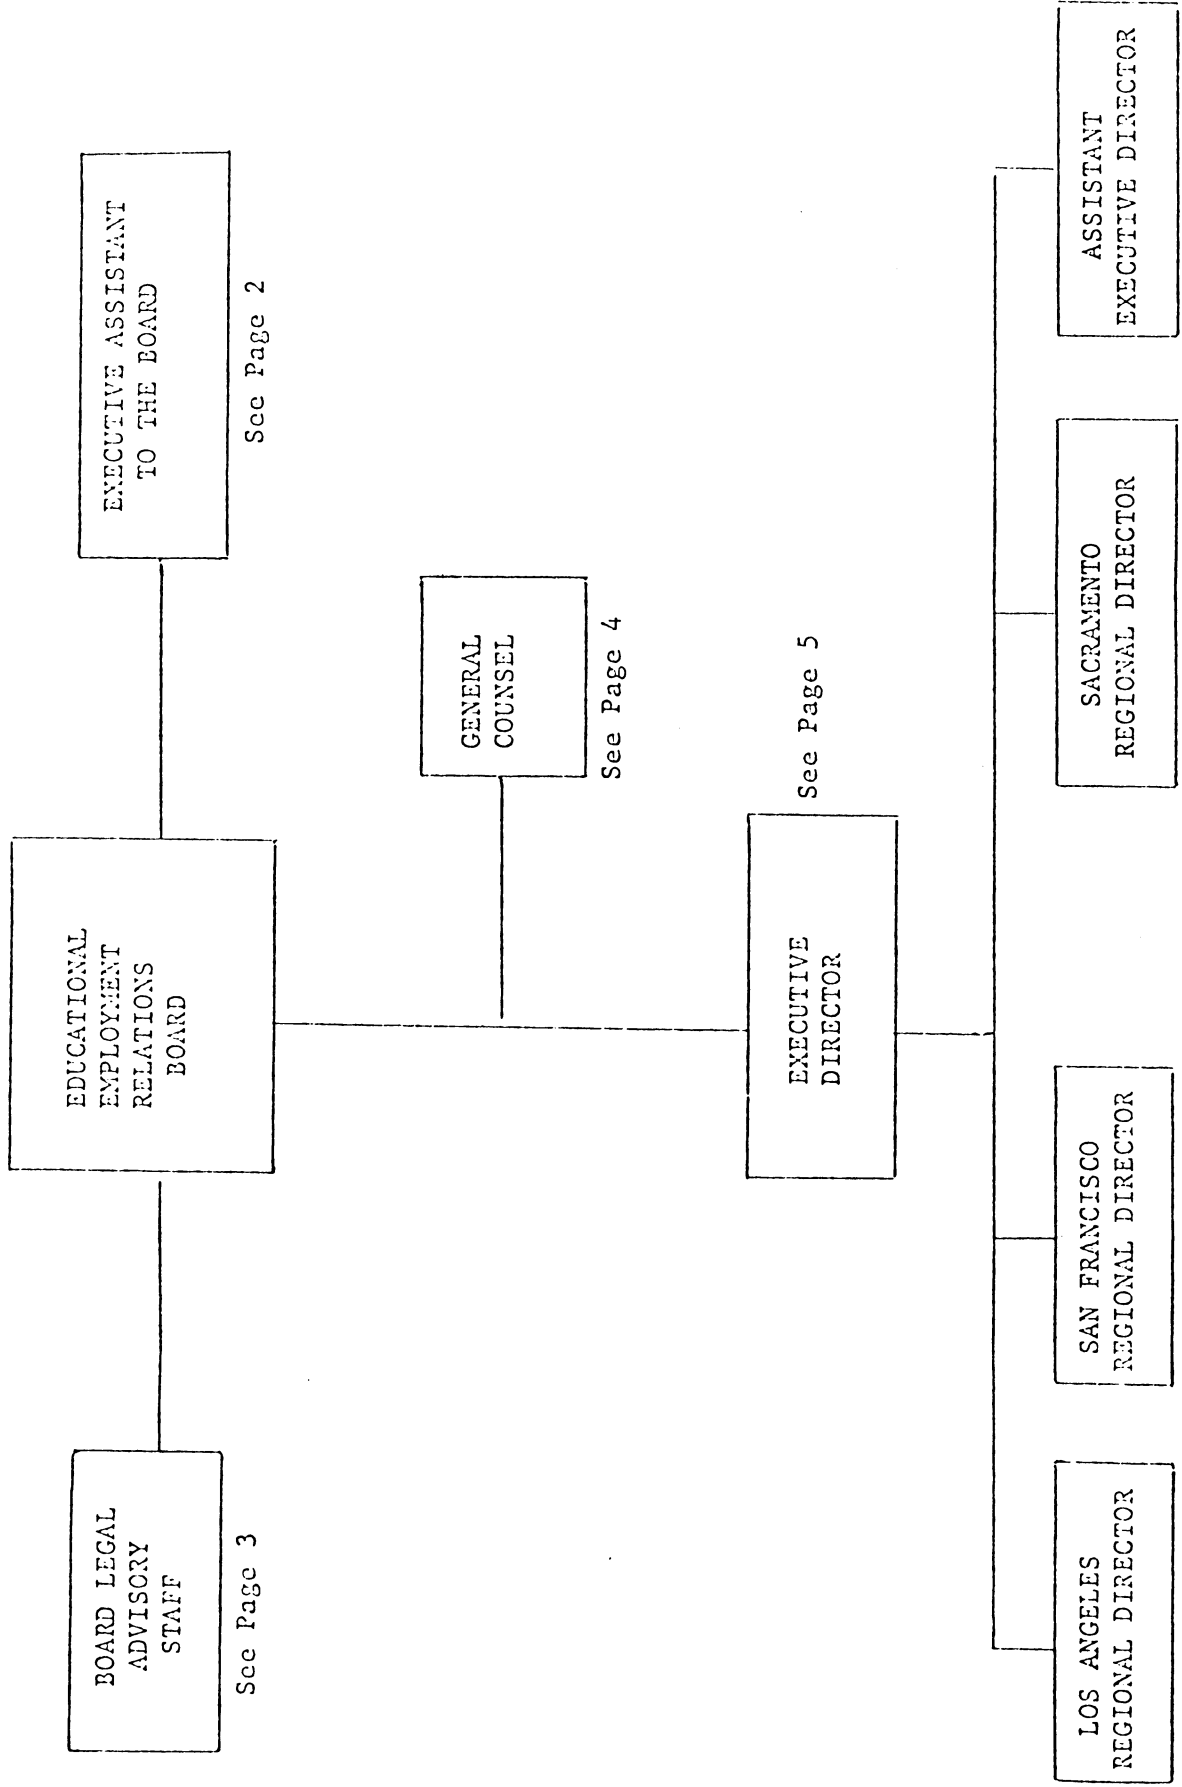 EDUCATIONAL
EMPLOYMENT
RELATIONS
BOARD
BOARD LEGAL
ADVISORY
STAFF
See Page 3
EXECUTIVE ASSISTANT
TO THE BOARD
See Page 2
GENERAL
COUNSEL
See Page 4
EXECUTIVE
DIRECTOR
See Page 5
LOS ANGELES
REGIONAL DIRECTOR
SAN FRANCISCO
REGIONAL DIRECTOR
SACRAMENTO
REGIONAL DIRECTOR
ASSISTANT
EXECUTIVE DIRECTOR